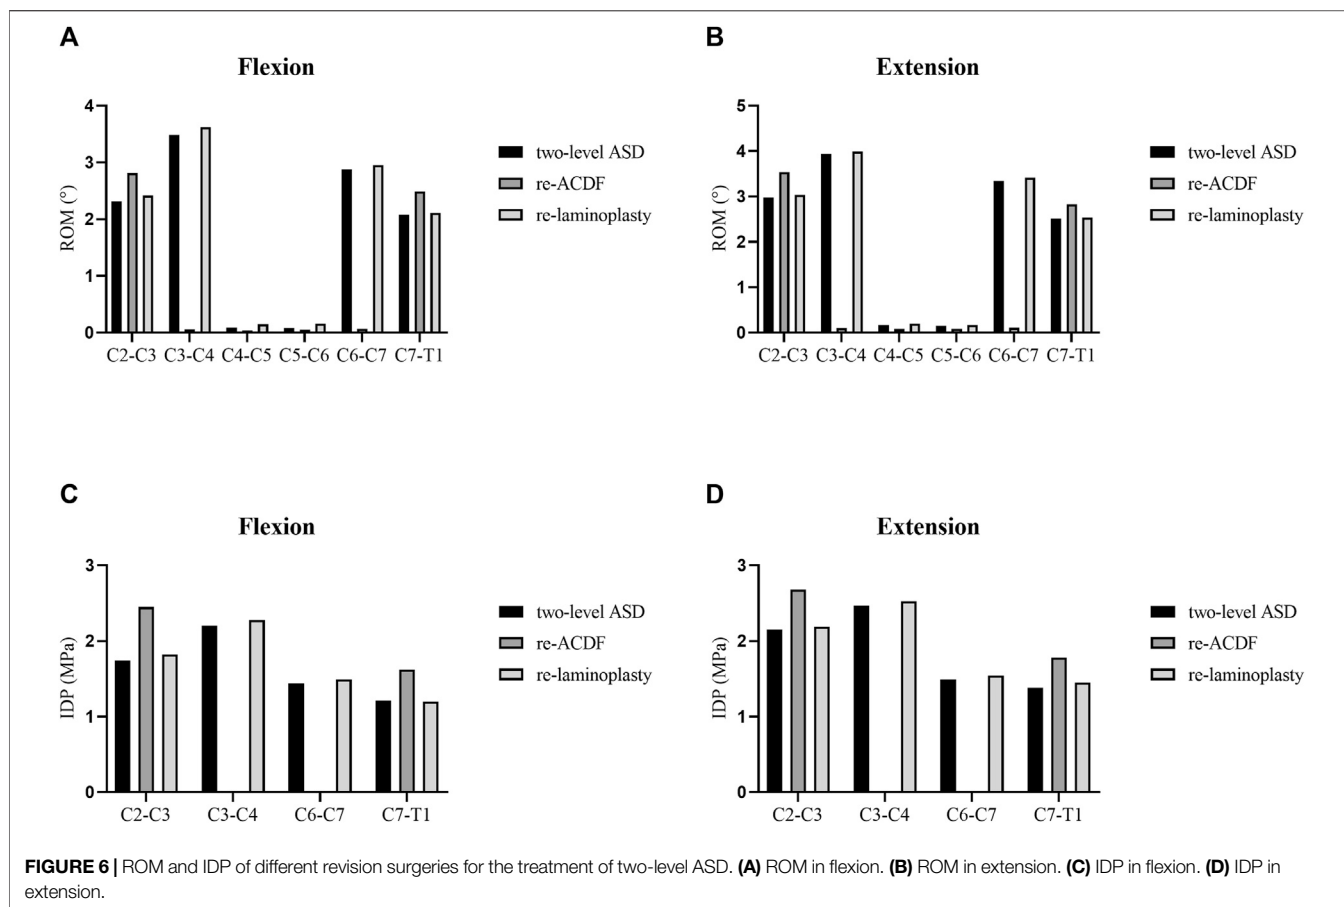 A
Flexion
4
3
2
1
0
ROM (°)
C2-C3 C3-C4 C4-C5 C5-C6 C6-C7 C7-T1
two-level ASD
re-ACDF
re-laminoplasty
B
Extension
5
4
3
2
1
0
ROM (°)
C2-C3 C3-C4 C4-C5 C5-C6 C6-C7 C7-T1
two-level ASD
re-ACDF
re-laminoplasty
C
Flexion
3
2
1
0
IDP (MPa)
C2-C3 C3-C4 C6-C7 C7-T1
two-level ASD
re-ACDF
re-laminoplasty
D
Extension
3
2
1
0
IDP (MPa)
C2-C3 C3-C4 C6-C7 C7-T1
two-level ASD
re-ACDF
re-laminoplasty
FIGURE 6 | ROM and IDP of different revision surgeries for the treatment of two-level ASD. (A) ROM in flexion. (B) ROM in extension. (C) IDP in flexion. (D) IDP in
extension.